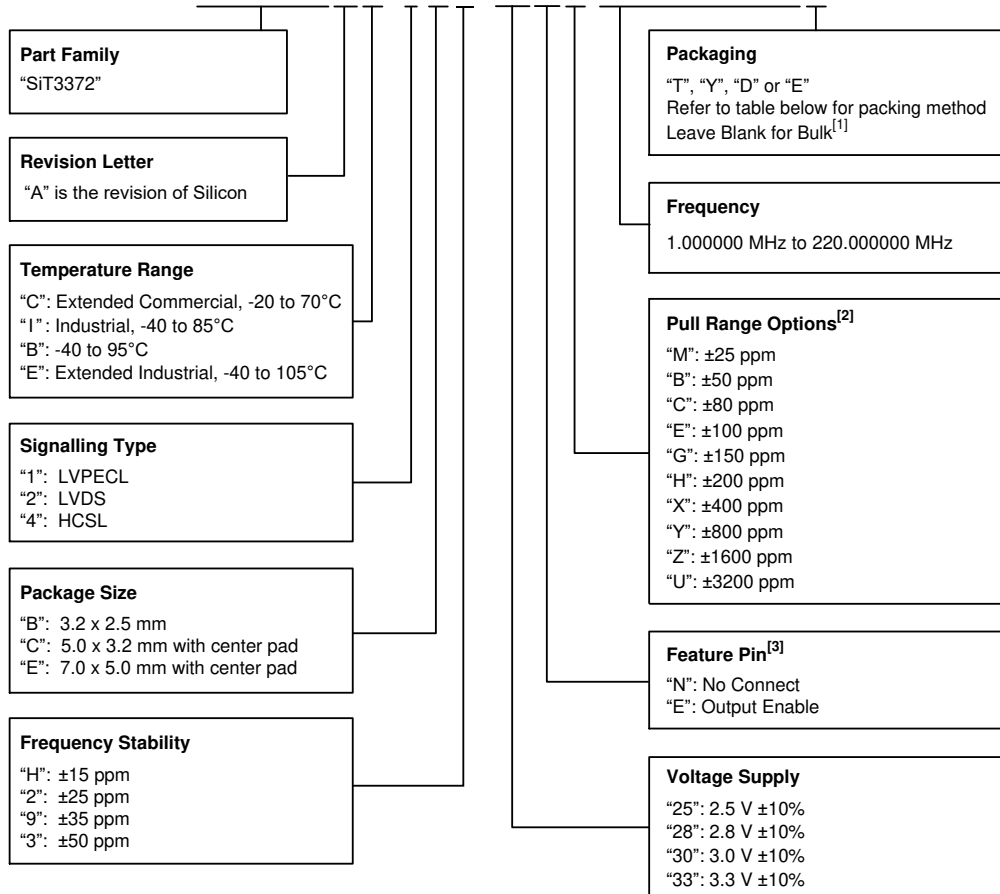 Part Family
“SiT3372”
Revision Letter
“A” is the revision of Silicon
Temperature Range
“C”: Extended Commercial, -20 to 70°C
“I”: Industrial, -40 to 85°C
“B”: -40 to 95°C
“E”: Extended Industrial, -40 to 105°C
Signalling Type
“1”: LVPECL
“2”: LVDS
“4”: HCSL
Package Size
“B”: 3.2 x 2.5 mm
“C”: 5.0 x 3.2 mm with center pad
“E”: 7.0 x 5.0 mm with center pad
Frequency Stability
“H”: ±15 ppm
“2”: ±25 ppm
“9”: ±35 ppm
“3”: ±50 ppm
Packaging
“T”, “Y”, “D” or “E”
Refer to table below for packing method
Leave Blank for Bulk[1]
Frequency
1.000000 MHz to 220.000000 MHz
Pull Range Options[2]
“M”: ±25 ppm
“B”: ±50 ppm
“C”: ±80 ppm
“E”: ±100 ppm
“G”: ±150 ppm
“H”: ±200 ppm
“X”: ±400 ppm
“Y”: ±800 ppm
“Z”: ±1600 ppm
“U”: ±3200 ppm
Feature Pin[3]
“N”: No Connect
“E”: Output Enable
Voltage Supply
“25”: 2.5 V ±10%
“28”: 2.8 V ±10%
“30”: 3.0 V ±10%
“33”: 3.3 V ±10%